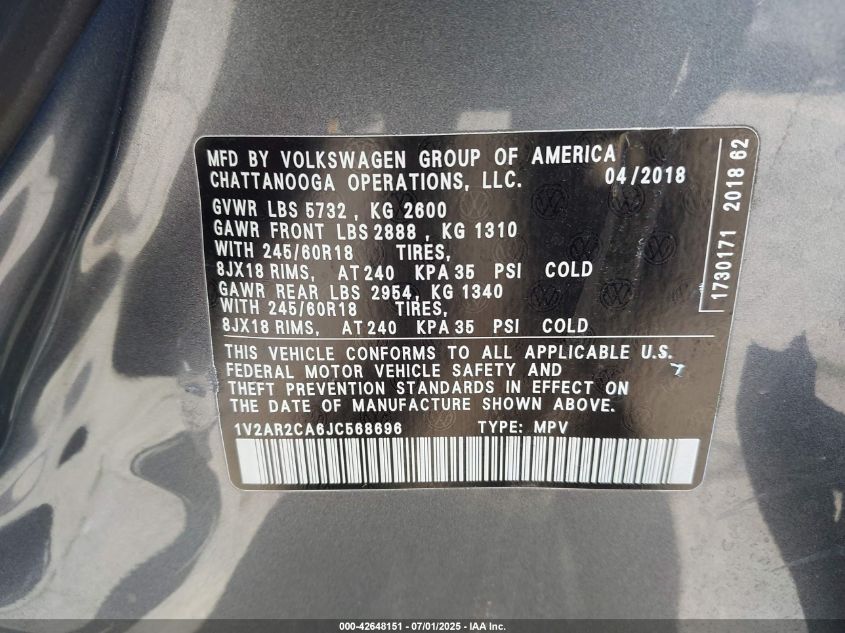 MFD BY VOLKSWAGEN GROUP OF AMERICA
CHATTANOOGA OPERATIONS, LLC. 04/2018
GVWR LBS 5732 , KG 2600
GAWR FRONT LBS 2888 , KG 1310
WITH 245/60R18 TIRES,
8JX18 RIMS, AT 240 KPA 35 PSI COLD
GAWR REAR LBS 2954, KG 1340
WITH 245/60R18 TIRES,
8JX18 RIMS, AT 240 KPA 35 PSI COLD
THIS VEHICLE CONFORMS TO ALL APPLICABLE U.S.
FEDERAL MOTOR VEHICLE SAFETY AND
THEFT PREVENTION STANDARDS IN EFFECT ON
THE DATE OF MANUFACTURE SHOWN ABOVE.
1V2AR2CA6JC568696 TYPE: MPV
1730171 2018 62
000-42648151 - 07/01/2025 - IAA Inc.